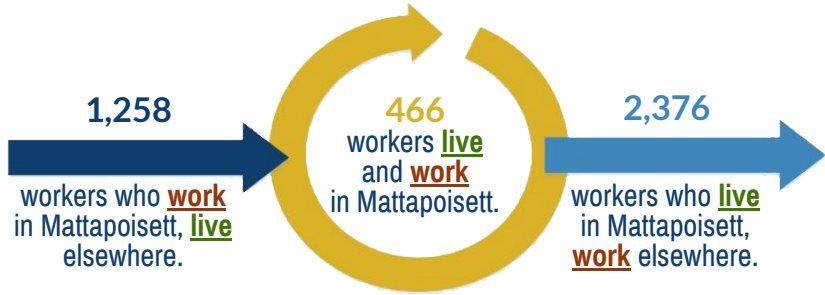 1,258
workers who work
in Mattapoisett, live
elsewhere.
466
workers live
and work
in Mattapoisett.
2,376
workers who live
in Mattapoisett,
work elsewhere.